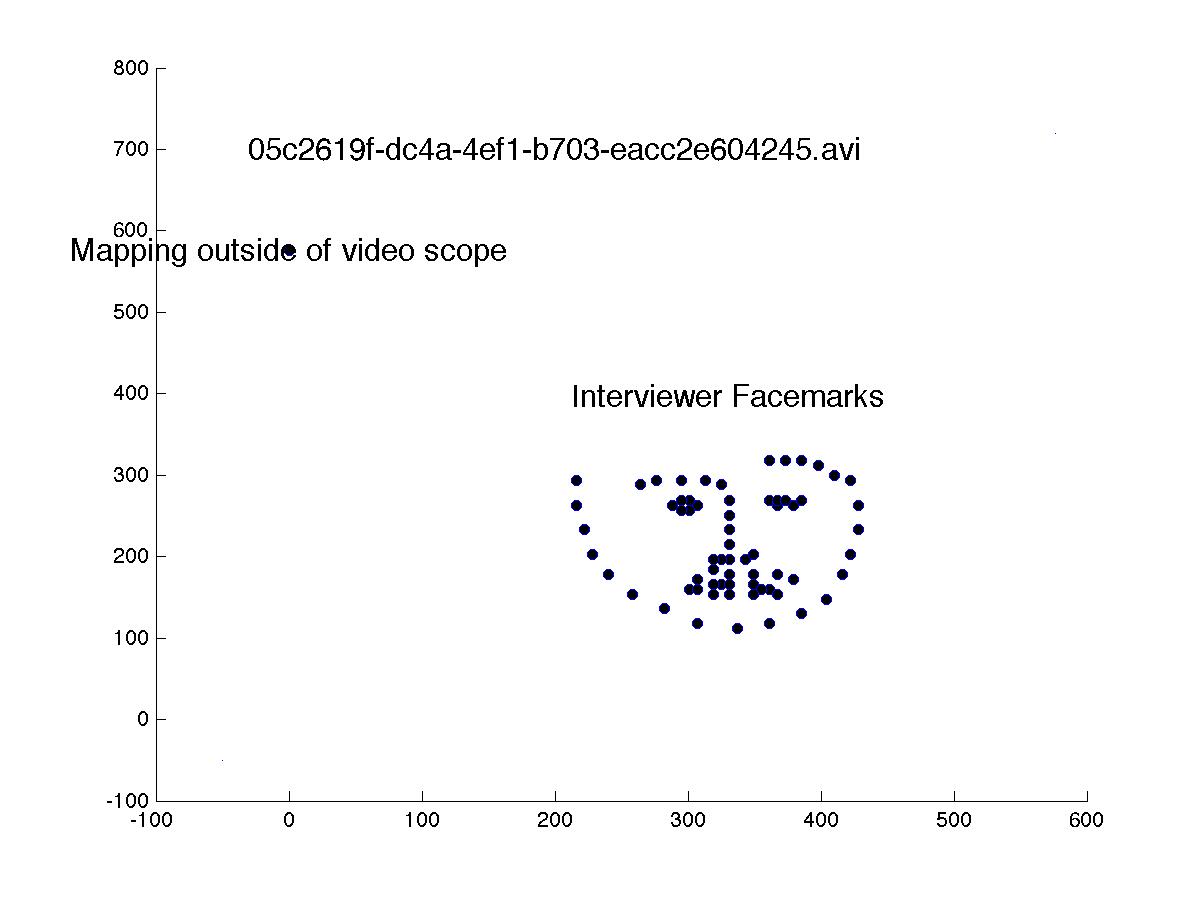 800
700
05c2619f-dc4a-4ef1-b703-eacc2e604245.avi
600
Mapping outside of video scope
500
400
Interviewer Facemarks
300
200
100
0
-100
-100 0 100 200 300 400 500 600